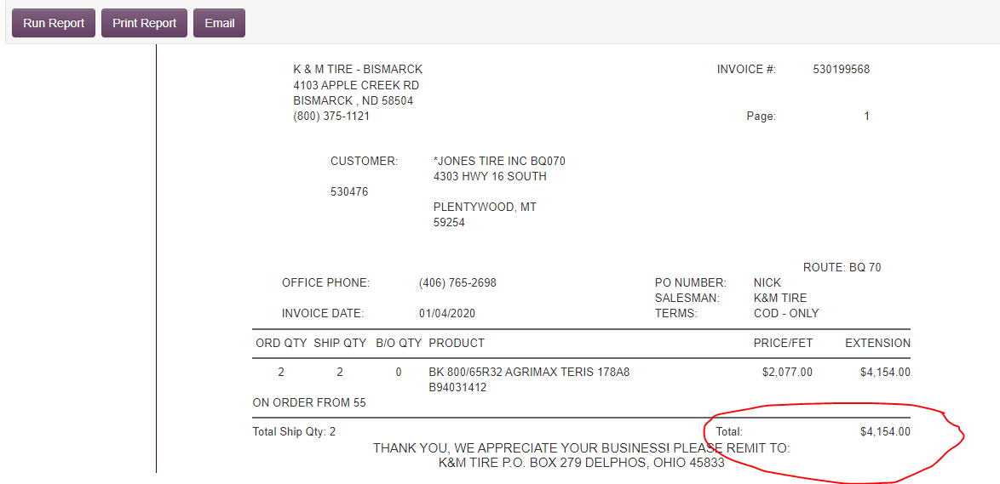 Run Report Print Report Email
K & M TIRE - BISMARCK INVOICE #: 530199568
4103 APPLE CREEK RD
BISMARCK , ND 58504
(800) 375-1121 Page: 1
CUSTOMER: *JONES TIRE INC BQ070
4303 HWY 16 SOUTH
530476
PLENTYWOOD, MT
59254
ROUTE: BQ 70
OFFICE PHONE: (406) 765-2698 PO NUMBER: NICK
SALESMAN: K&M TIRE
INVOICE DATE: 01/04/2020 TERMS: COD - ONLY
ORD QTY SHIP QTY B/O QTY PRODUCT PRICE/FET EXTENSION
2 2 0 BK 800/65R32 AGRIMAX TERIS 178A8 $2,077.00 $4,154.00
B94031412
ON ORDER FROM 55
Total Ship Qty: 2 Total: $4,154.00
THANK YOU, WE APPRECIATE YOUR BUSINESS! PLEASE REMIT TO:
K&M TIRE P.O. BOX 279 DELPHOS, OHIO 45833